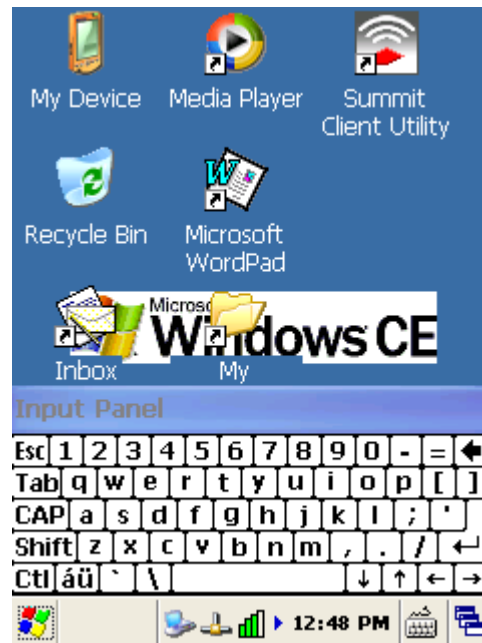 My Device
Media Player
Summit
Client Utility
Recycle Bin
Microsoft
WordPad
Windows CE
Inbox
My
Input Panel
Esc 1 2 3 4 5 6 7 8 9 0 - =
Tab q w e r t y u i o p [ ]
CAP a s d f g h j k l ; '
Shift z x c v b n m , . /
Ctl áü ` \
12:48 PM